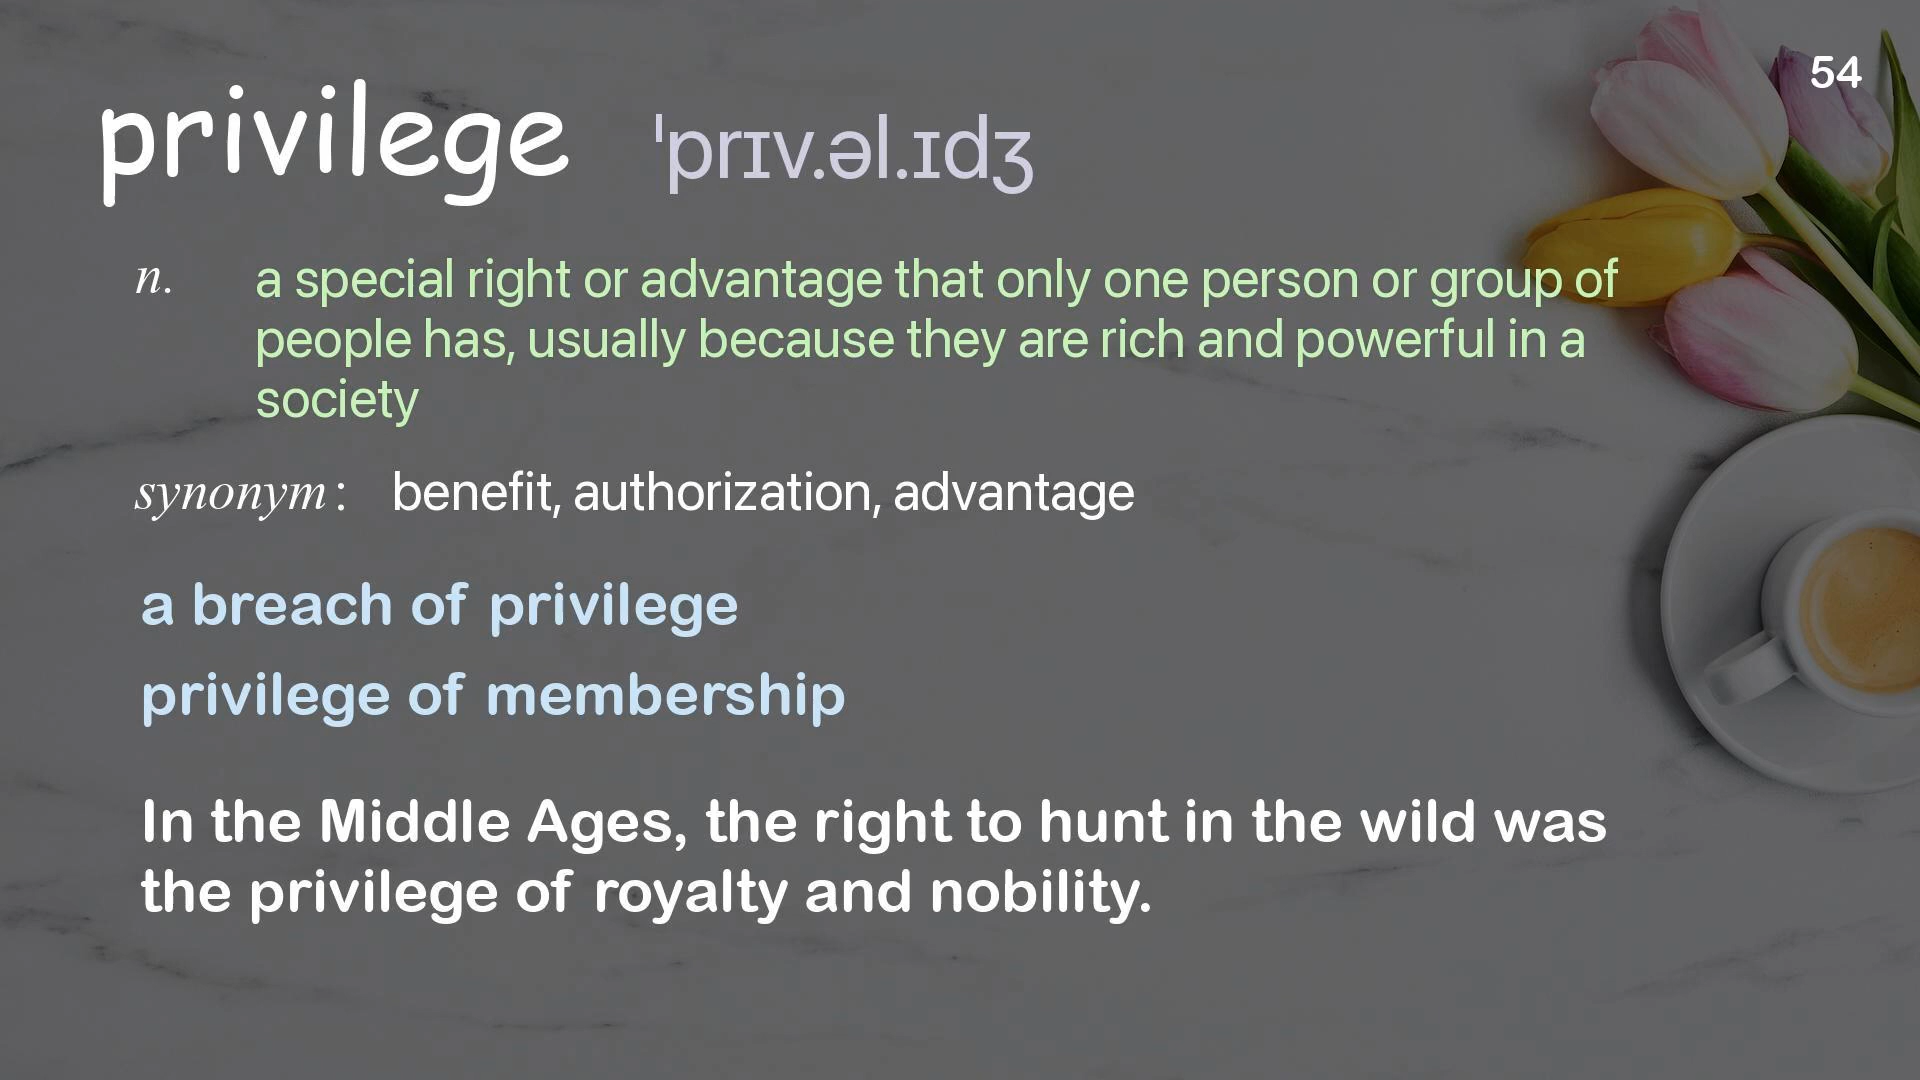 54
privilege ˈprɪv.əl.ɪdʒ
n. a special right or advantage that only one person or group of
people has, usually because they are rich and powerful in a
society
synonym: benefit, authorization, advantage
a breach of privilege
privilege of membership
In the Middle Ages, the right to hunt in the wild was
the privilege of royalty and nobility.